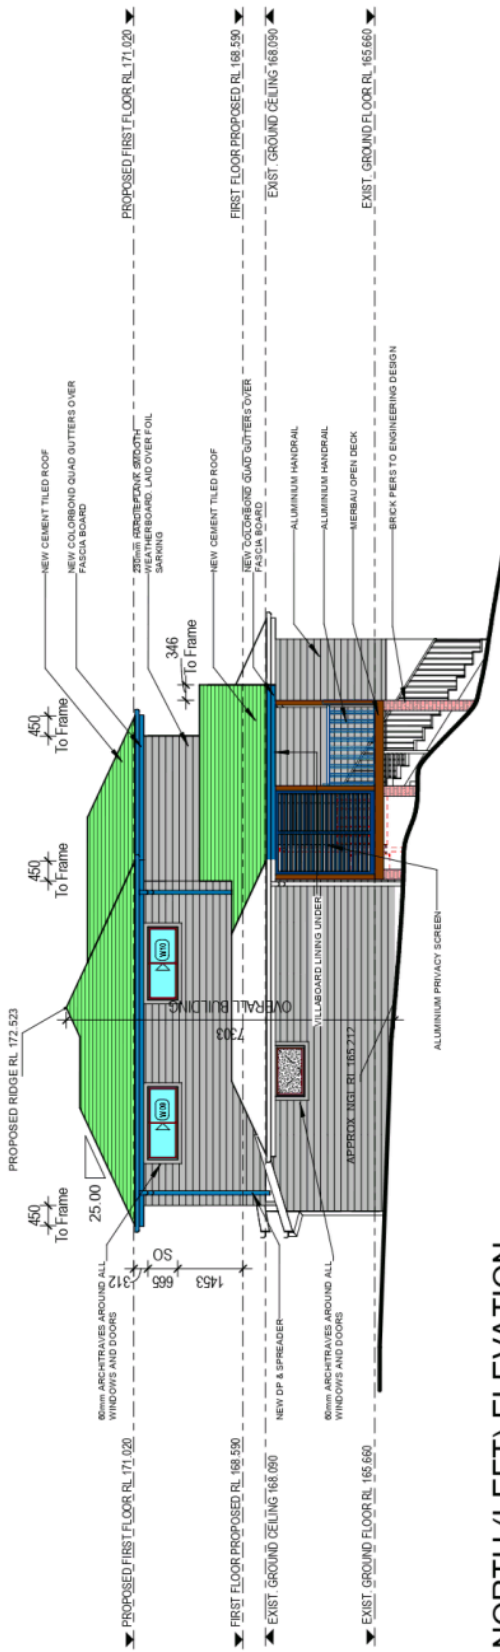 PROPOSED RIDGE RL 172.523
450
To Frame
450
To Frame
450
To Frame
25.00
346
To Frame
NEW CEMENT TILED ROOF
NEW COLORBOND QUAD GUTTERS OVER
FASCIA BOARD
PROPOSED FIRST FLOOR RL 171.020
PROPOSED FIRST FLOOR RL 171.020
230mm HARDIEPLANK SMOOTH
WEATHERBOARD. LAID OVER FOIL
SARKING
60mm ARCHITRAVES AROUND ALL
WINDOWS AND DOORS
312
665
SO
1453
W09
W10
NEW CEMENT TILED ROOF
NEW COLORBOND QUAD GUTTERS OVER
FASCIA BOARD
FIRST FLOOR PROPOSED RL 168.590
FIRST FLOOR PROPOSED RL 168.590
7303
OVERALL BUILDING
EXIST. GROUND CEILING 168.090
EXIST. GROUND CEILING 168.090
NEW DP & SPREADER
ALUMINIUM HANDRAIL
ALUMINIUM HANDRAIL
VILLABOARD LINING UNDER
60mm ARCHITRAVES AROUND ALL
WINDOWS AND DOORS
MERBAU OPEN DECK
APPROX. NGL RL 165.212
EXIST. GROUND FLOOR RL 165.660
EXIST. GROUND FLOOR RL 165.660
BRICK PIERS TO ENGINEERING DESIGN
ALUMINIUM PRIVACY SCREEN
NORTH (LEFT) ELEVATION